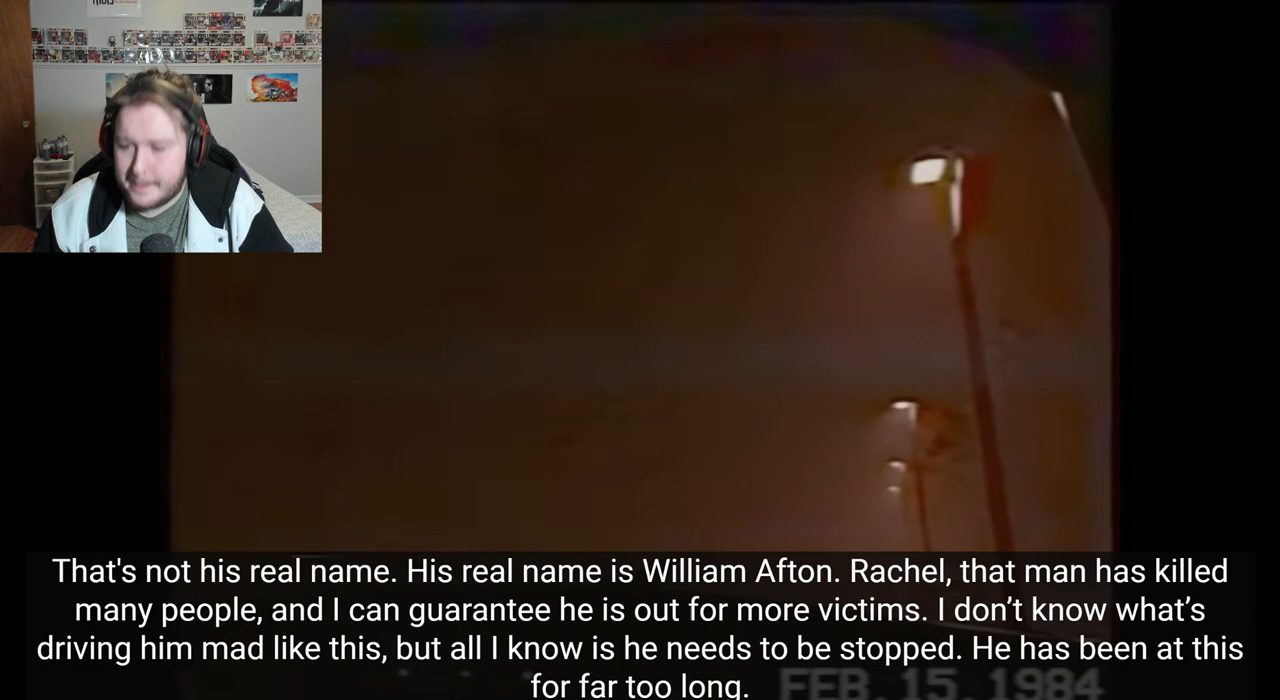 That's not his real name. His real name is William Afton. Rachel, that man has killed
many people, and I can guarantee he is out for more victims. I don’t know what’s
driving him mad like this, but all I know is he needs to be stopped. He has been at this
for far too long.
FEB. 15. 1984